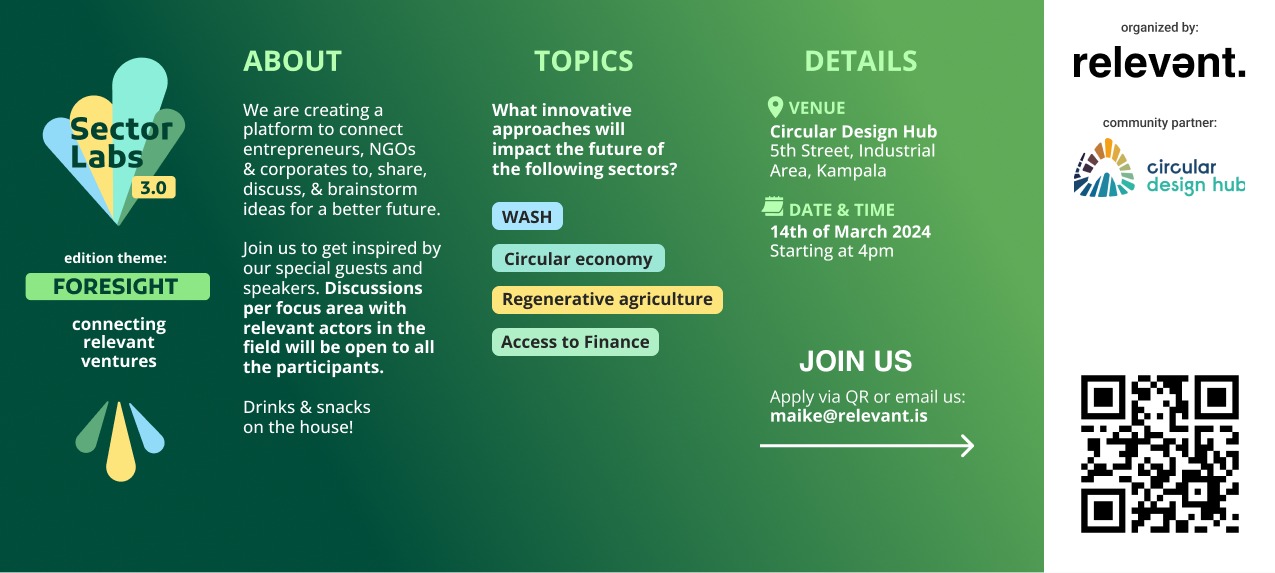 Sector
Labs
3.0
edition theme:
FORESIGHT
connecting
relevant
ventures
ABOUT
We are creating a
platform to connect
entrepreneurs, NGOs
& corporates to, share,
discuss, & brainstorm
ideas for a better future.
Join us to get inspired by
our special guests and
speakers. Discussions
per focus area with
relevant actors in the
field will be open to all
the participants.
Drinks & snacks
on the house!
TOPICS
What innovative
approaches will
impact the future of
the following sectors?
WASH
Circular economy
Regenerative agriculture
Access to Finance
DETAILS
VENUE
Circular Design Hub
5th Street, Industrial
Area, Kampala
DATE & TIME
14th of March 2024
Starting at 4pm
JOIN US
Apply via QR or email us:
maike@relevant.is
organized by:
relevənt.
community partner:
circular
design hub